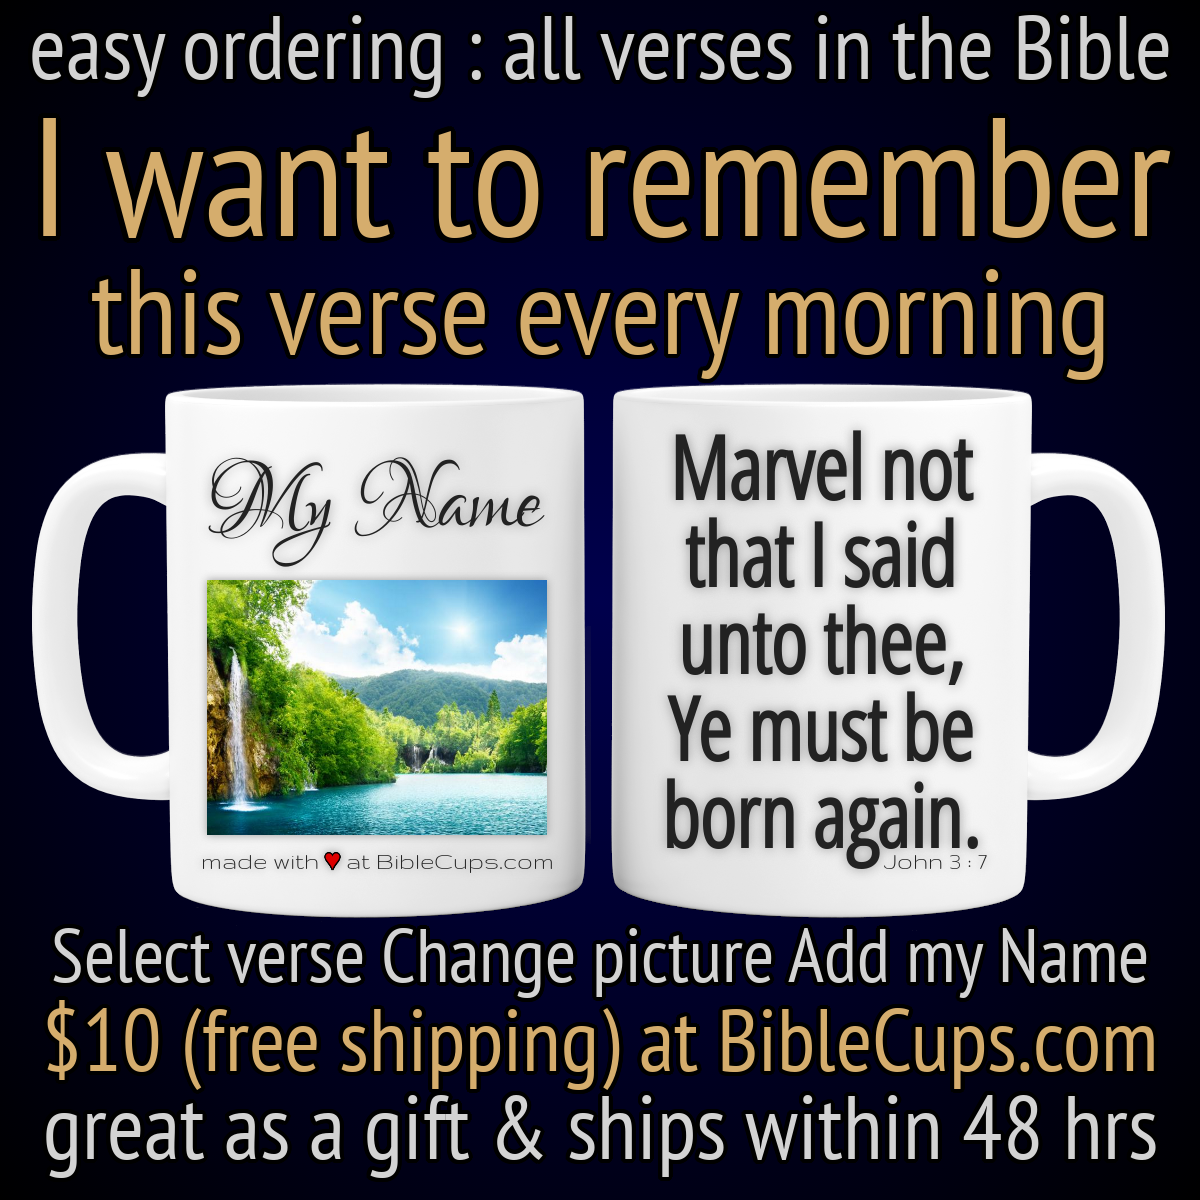 easy ordering : all verses in the Bible
I want to remember
this verse every morning
My Name
made with ♥ at BibleCups.com
Marvel not
that I said
unto thee,
Ye must be
born again.
John 3 : 7
Select verse Change picture Add my Name
$10 (free shipping) at BibleCups.com
great as a gift & ships within 48 hrs